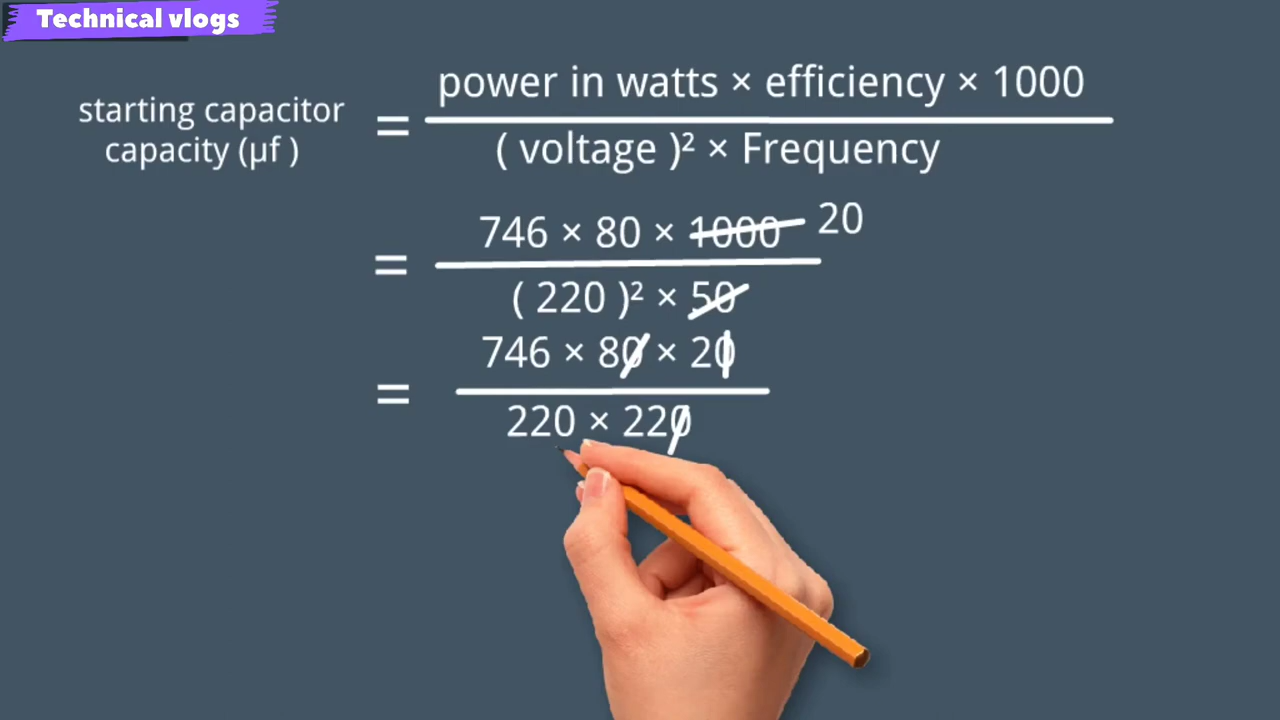 Technical vlogs
power in watts × efficiency × 1000
starting capacitor
capacity (µf )
=
( voltage )² × Frequency
746 × 80 × 1000 20
=
( 220 )² × 50
746 × 80 × 20
=
220 × 220